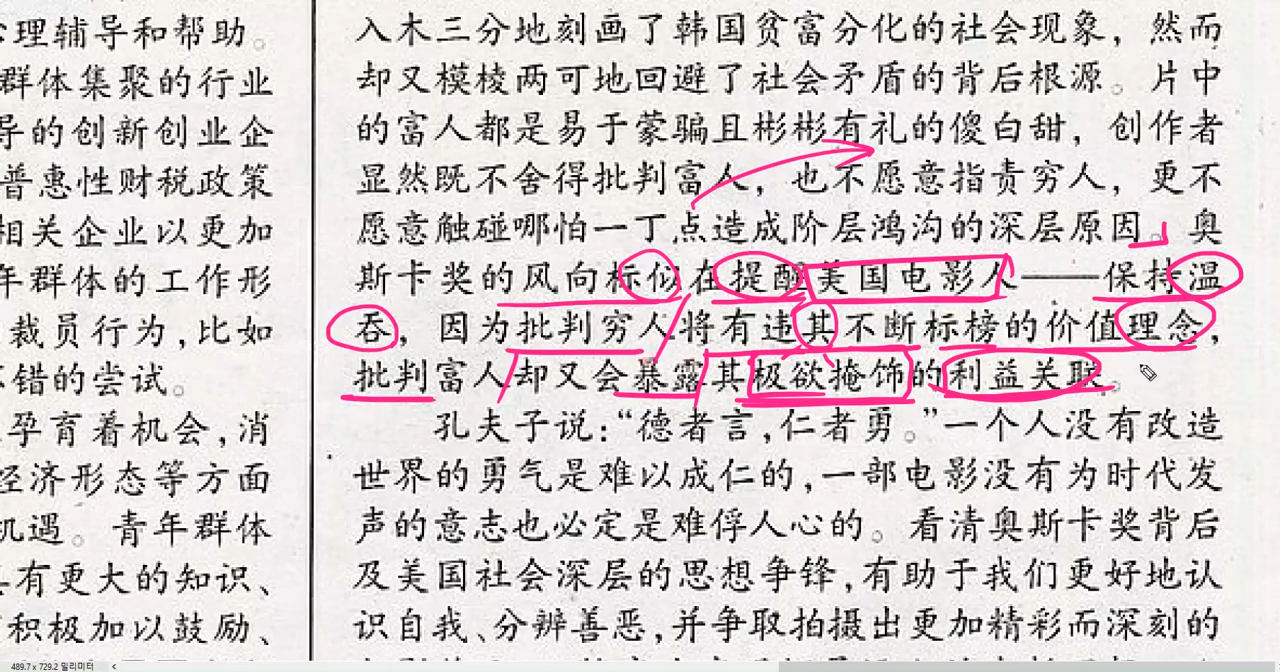 理辅导和帮助。
群体集聚的行业
导的创新创业企
普惠性财税政策
相关企业以更加
年群体的工作形
裁员行为,比如
错的尝试。
孕育着机会,消
经济形态等方面
机遇。青年群体
有更大的知识、
积极加以鼓励、
入木三分地刻画了韩国贫富分化的社会现象，然而
却又模棱两可地回避了社会矛盾的背后根源。片中
的富人都是易于蒙骗且彬彬有礼的傻白甜，创作者
显然既不舍得批判富人，也不愿意指责穷人，更不
愿意触碰哪怕一丁点造成阶层鸿沟的深层原因。奥
斯卡奖的风向标似在提醒美国电影人——保持温
吞，因为批判穷人将有违其不断标榜的价值理念，
批判富人却又会暴露其极欲掩饰的利益关联。
孔夫子说：“德者言，仁者勇。”一个人没有改造
世界的勇气是难以成仁的，一部电影没有为时代发
声的意志也必定是难俘人心的。看清奥斯卡奖背后
及美国社会深层的思想争锋，有助于我们更好地认
识自我、分辨善恶，并争取拍摄出更加精彩而深刻的
489.7 x 729.2 밀리미터